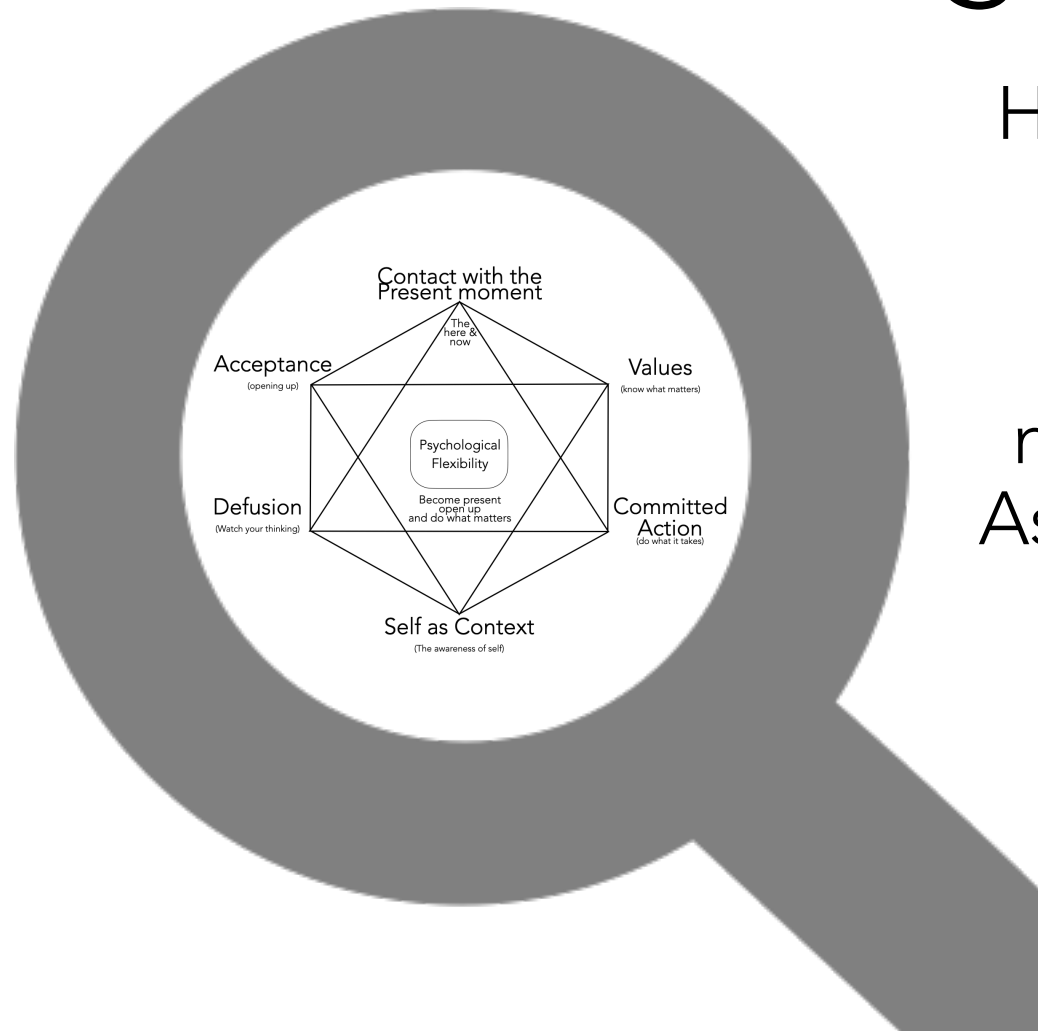 H
Contact with the
Present moment
The
here &
now
Acceptance
(opening up)
Values
(know what matters)
Psychological
Flexibility
r
Become present
open up
and do what matters
Defusion
(Watch your thinking)
Committed
Action
(do what it takes)
As
Self as Context
(The awareness of self)